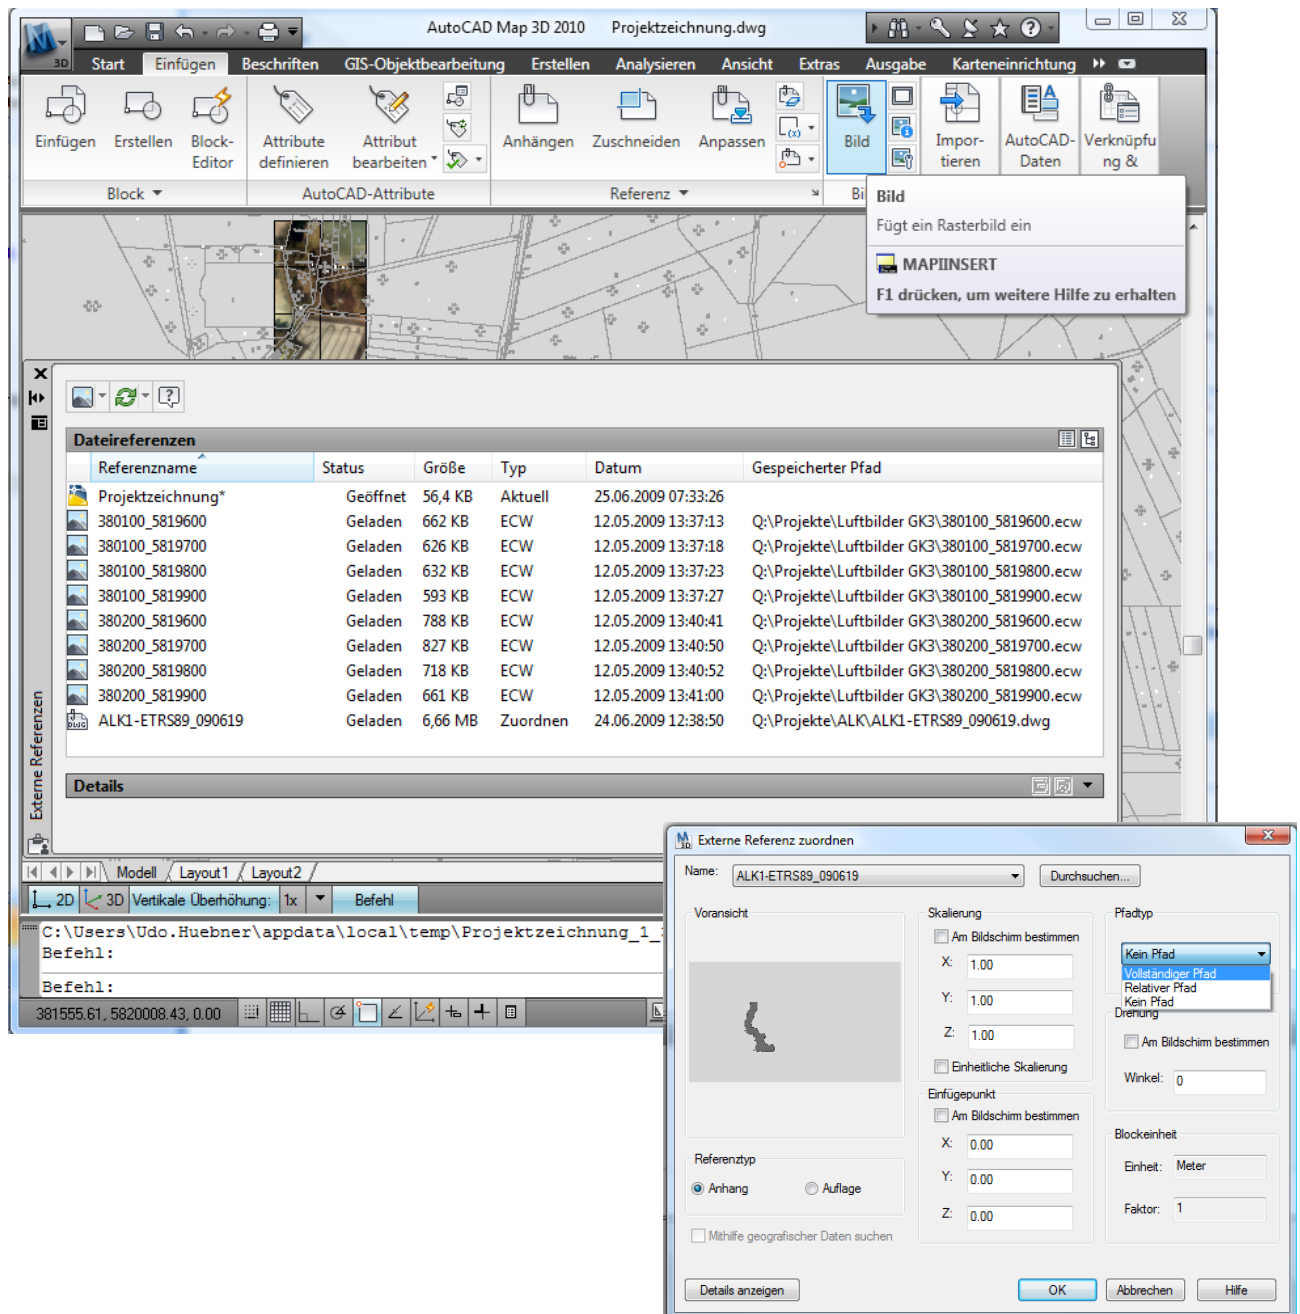 AutoCAD Map 3D 2010 Projektzeichnung.dwg
3D Start Einfügen Beschriften GIS-Objektbearbeitung Erstellen Analysieren Ansicht Extras Ausgabe Karteneinrichtung
Einfügen Erstellen Block-Editor Attribute definieren Attribut bearbeiten Anhängen Zuschneiden Anpassen Bild Impor-tieren AutoCAD-Daten Verknüpfu ng &
Block AutoCAD-Attribute Referenz Bi
Bild
Fügt ein Rasterbild ein
MAPIINSERT
F1 drücken, um weitere Hilfe zu erhalten
Dateireferenzen
Referenzname Status Größe Typ Datum Gespeicherter Pfad
Projektzeichnung* Geöffnet 56,4 KB Aktuell 25.06.2009 07:33:26
380100_5819600 Geladen 662 KB ECW 12.05.2009 13:37:13 Q:\Projekte\Luftbilder GK3\380100_5819600.ecw
380100_5819700 Geladen 626 KB ECW 12.05.2009 13:37:18 Q:\Projekte\Luftbilder GK3\380100_5819700.ecw
380100_5819800 Geladen 632 KB ECW 12.05.2009 13:37:23 Q:\Projekte\Luftbilder GK3\380100_5819800.ecw
380100_5819900 Geladen 593 KB ECW 12.05.2009 13:37:27 Q:\Projekte\Luftbilder GK3\380100_5819900.ecw
380200_5819600 Geladen 788 KB ECW 12.05.2009 13:40:41 Q:\Projekte\Luftbilder GK3\380200_5819600.ecw
380200_5819700 Geladen 827 KB ECW 12.05.2009 13:40:50 Q:\Projekte\Luftbilder GK3\380200_5819700.ecw
380200_5819800 Geladen 718 KB ECW 12.05.2009 13:40:52 Q:\Projekte\Luftbilder GK3\380200_5819800.ecw
380200_5819900 Geladen 661 KB ECW 12.05.2009 13:41:00 Q:\Projekte\Luftbilder GK3\380200_5819900.ecw
ALK1-ETRS89_090619 Geladen 6,66 MB Zuordnen 24.06.2009 12:38:50 Q:\Projekte\ALK\ALK1-ETRS89_090619.dwg
Externe Referenzen
Details
Modell Layout1 Layout2
2D 3D Vertikale Überhöhung: 1x Befehl
C:\Users\Udo.Huebner\appdata\local\temp\Projektzeichnung_1_
Befehl:
Befehl:
381555.61, 5820008.43, 0.00
Externe Referenz zuordnen
Name: ALK1-ETRS89_090619 Durchsuchen...
Voransicht
Referenztyp
Anhang Auflage
Mithilfe geografischer Daten suchen
Skalierung
Am Bildschirm bestimmen
X: 1.00
Y: 1.00
Z: 1.00
Einheitliche Skalierung
Einfügepunkt
Am Bildschirm bestimmen
X: 0.00
Y: 0.00
Z: 0.00
Pfadtyp
Kein Pfad
Vollständiger Pfad
Relativer Pfad
Kein Pfad
Drehung
Am Bildschirm bestimmen
Winkel: 0
Blockeinheit
Einheit: Meter
Faktor: 1
Details anzeigen OK Abbrechen Hilfe